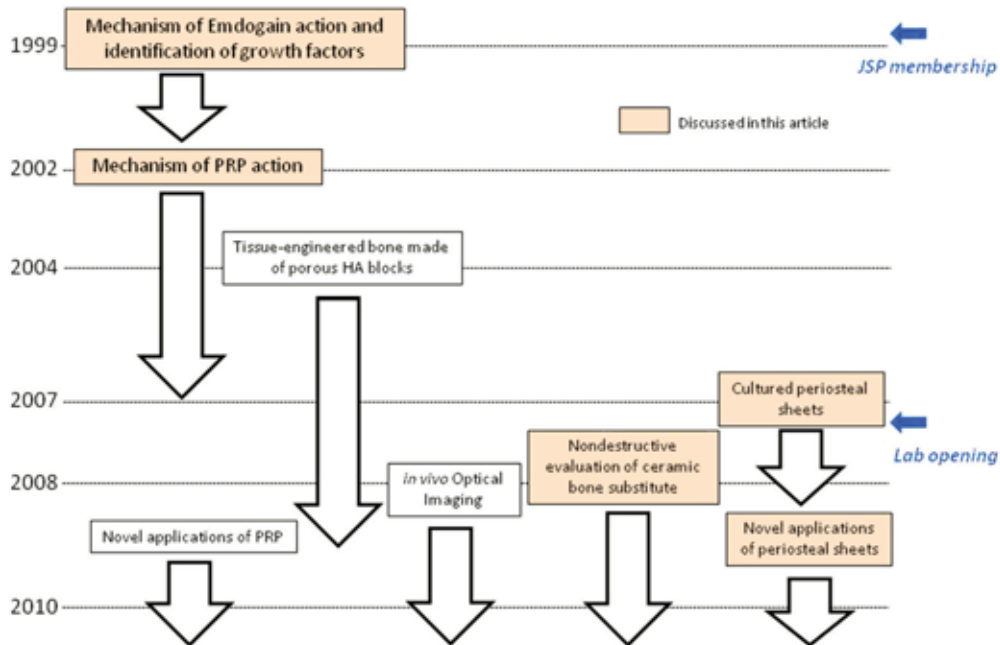 Mechanism of Emdogain action and
identification of growth factors
1999
JSP membership
Discussed in this article
2002
Mechanism of PRP action
Tissue-engineered bone made
of porous HA blocks
2004
2007
Cultured periosteal
sheets
Lab opening
Nondestructive
evaluation of ceramic
bone substitute
in vivo Optical
Imaging
2008
Novel applications of PRP
Novel applications
of periosteal sheets
2010